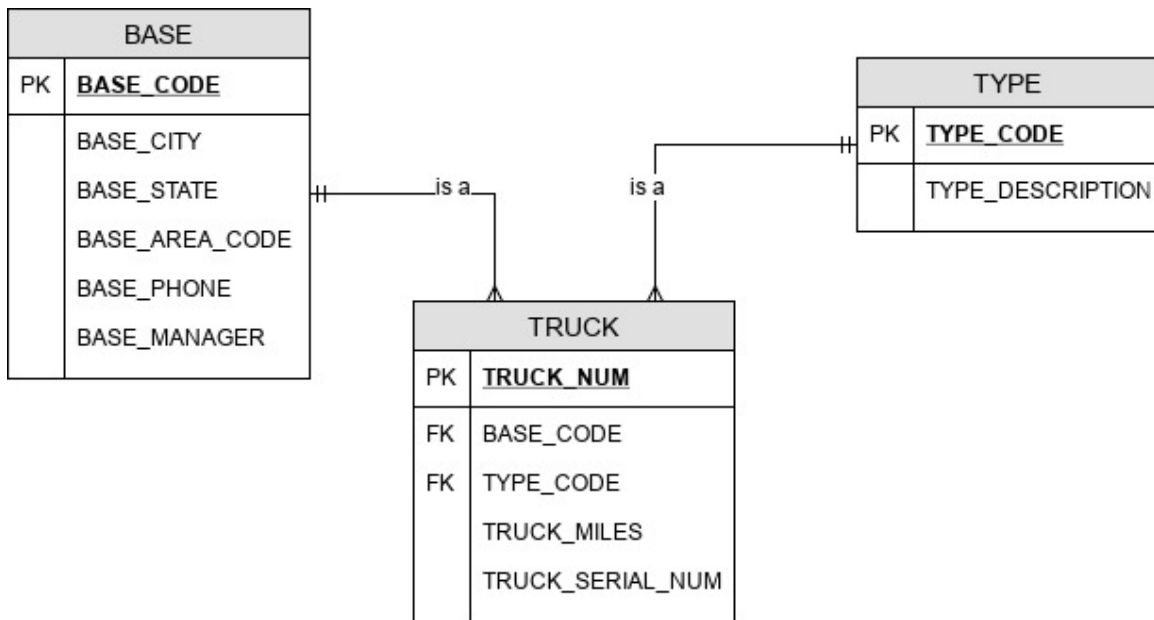 BASE
PK BASE_CODE
BASE_CITY
BASE_STATE
BASE_AREA_CODE
BASE_PHONE
BASE_MANAGER
is a
is a
TYPE
PK TYPE_CODE
TYPE_DESCRIPTION
TRUCK
PK TRUCK_NUM
FK BASE_CODE
FK TYPE_CODE
TRUCK_MILES
TRUCK_SERIAL_NUM